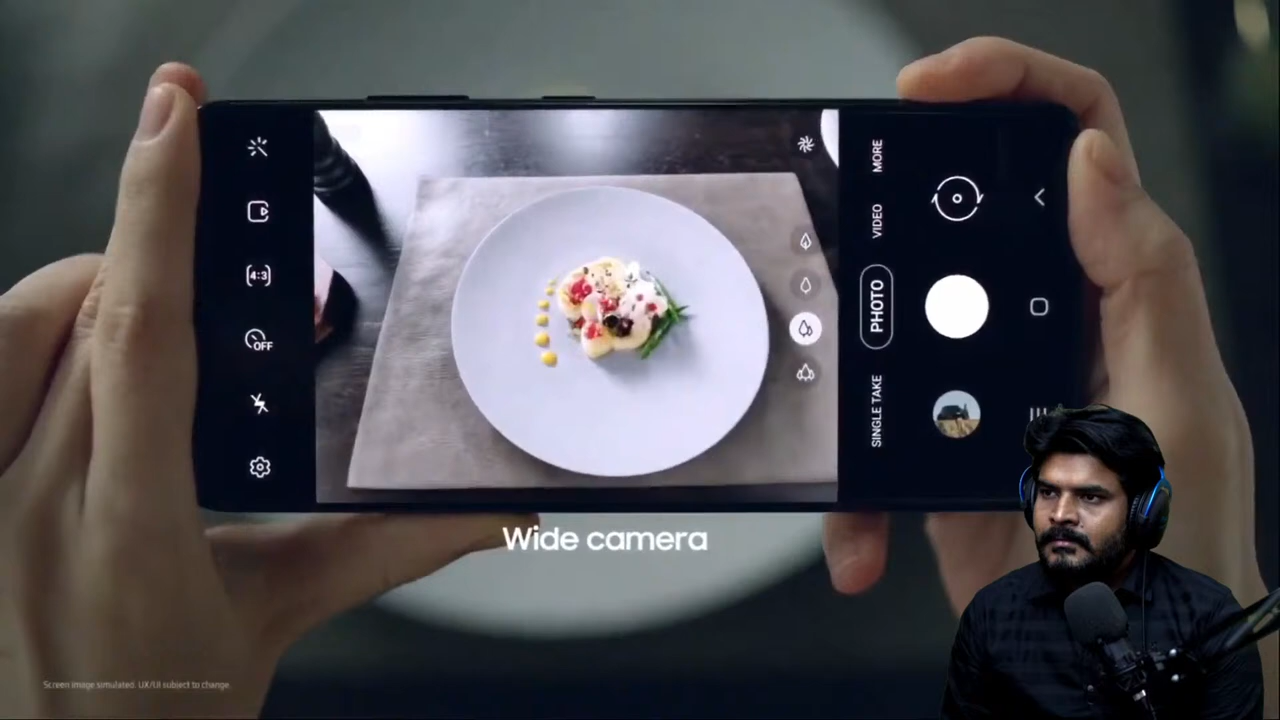 4:3
OFF
MORE
VIDEO
PHOTO
SINGLE TAKE
Wide camera
Screen image simulated. UX/UI subject to change.